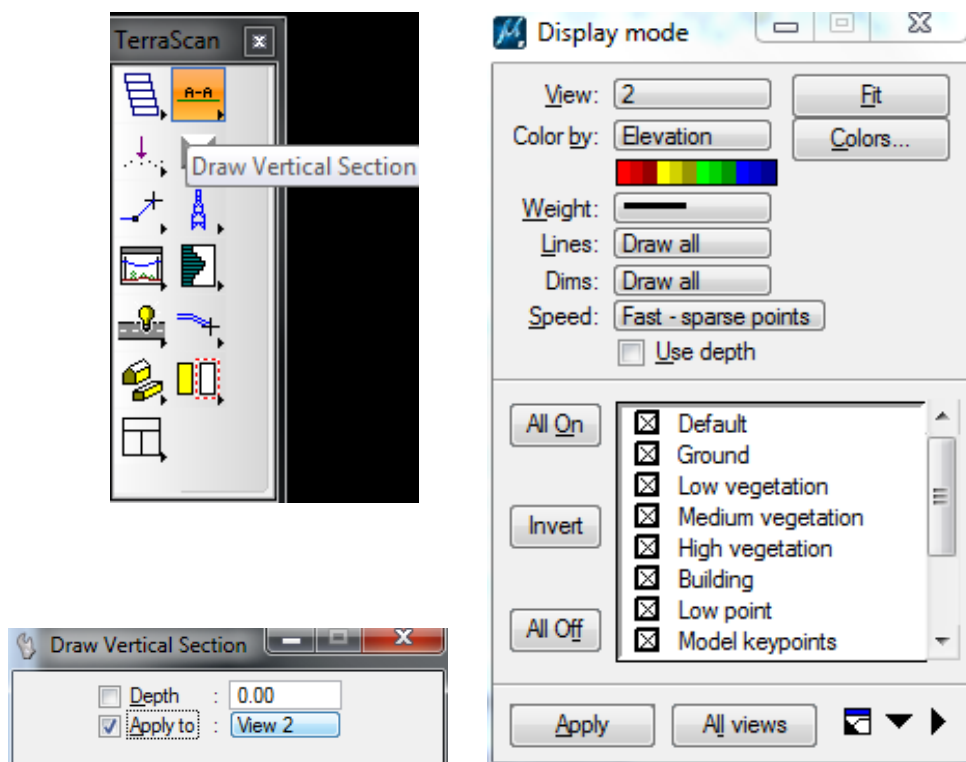 TerraScan
A-A
Draw Vertical Section
Draw Vertical Section
Depth : 0.00
Apply to : View 2
Display mode
View: 2 Fit
Color by: Elevation Colors...
Weight:
Lines: Draw all
Dims: Draw all
Speed: Fast - sparse points
Use depth
All On
Invert
All Off
Default
Ground
Low vegetation
Medium vegetation
High vegetation
Building
Low point
Model keypoints
Apply All views